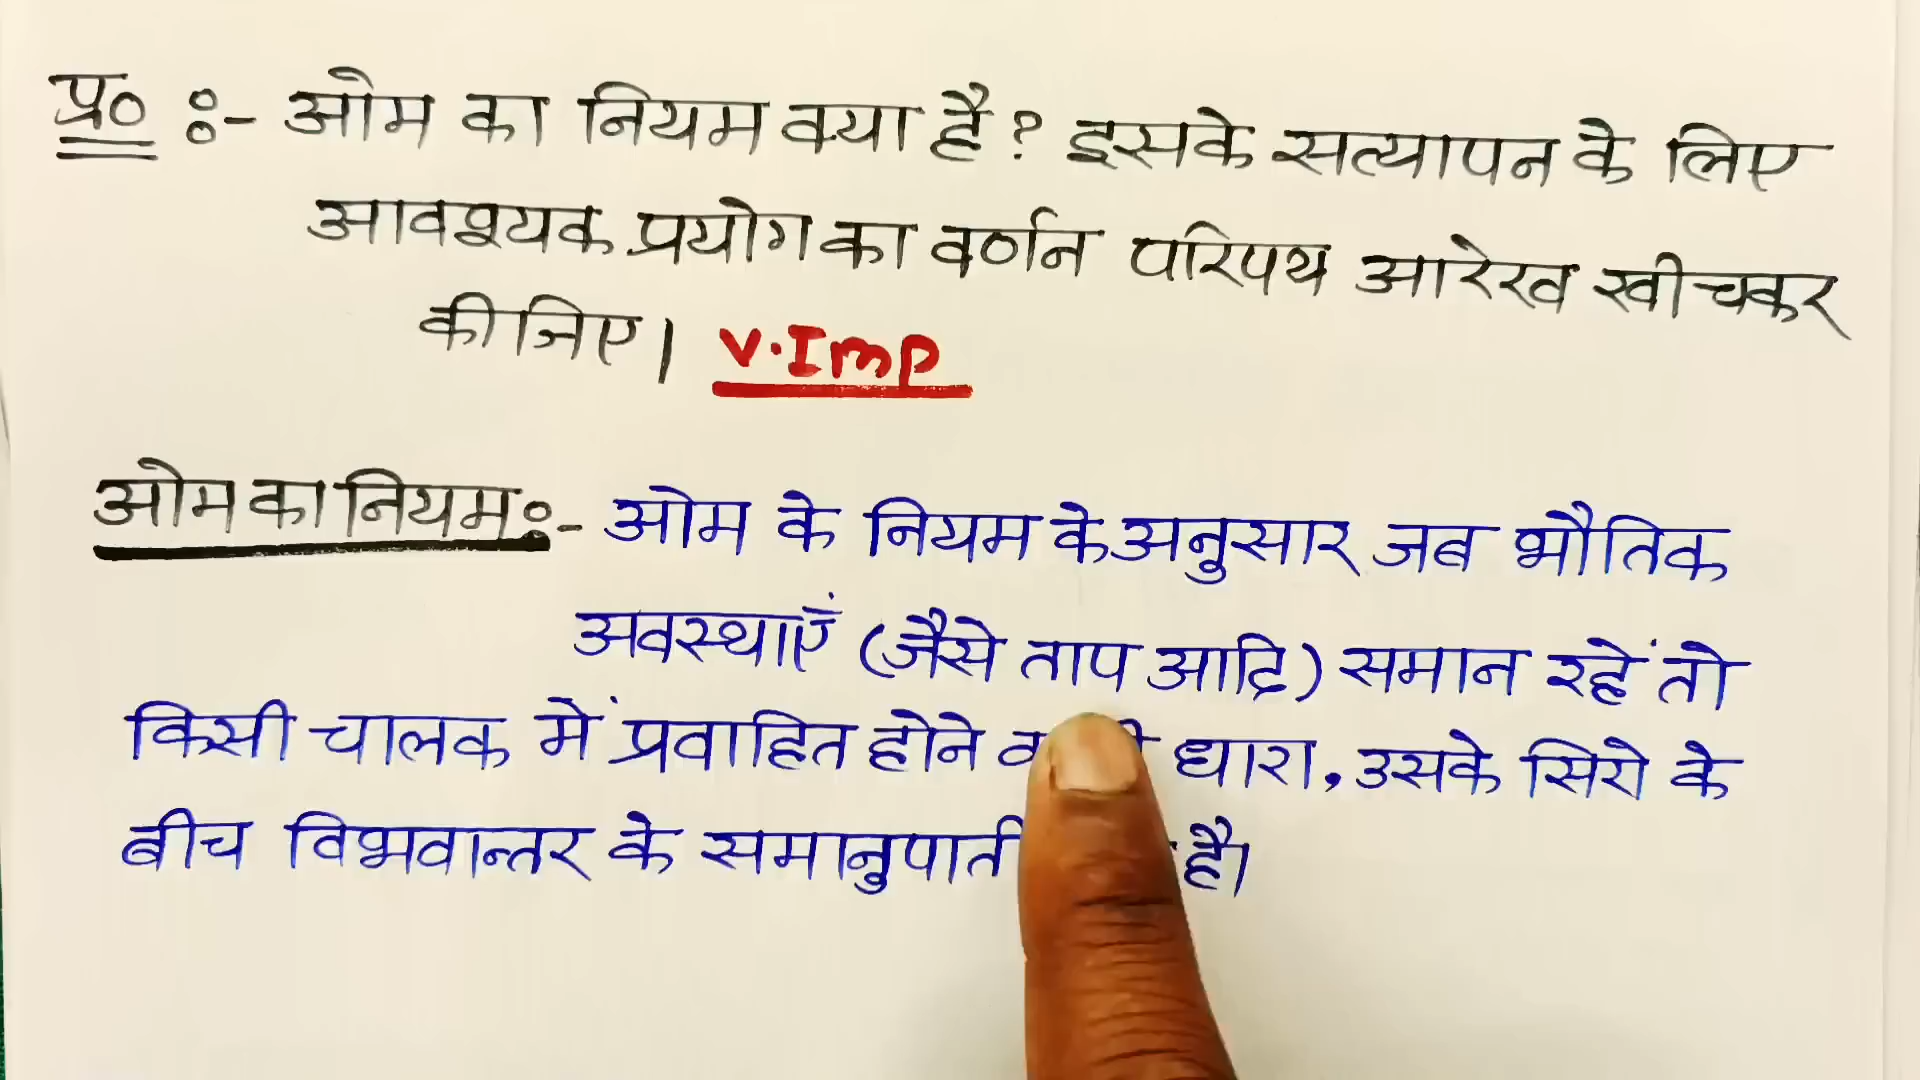 प्र० :- ओम का नियम क्या है? इसके सत्यापन के लिए
आवश्यक प्रयोग का वर्णन परिपथ आरेख खीचकर
कीजिए। V.Imp
ओम का नियम:- ओम के नियम के अनुसार जब भौतिक
अवस्थाएँ (जैसे ताप आदि) समान रहें तो
किसी चालक में प्रवाहित होने धारा, उसके सिरो के
बीच विभवान्तर के है।